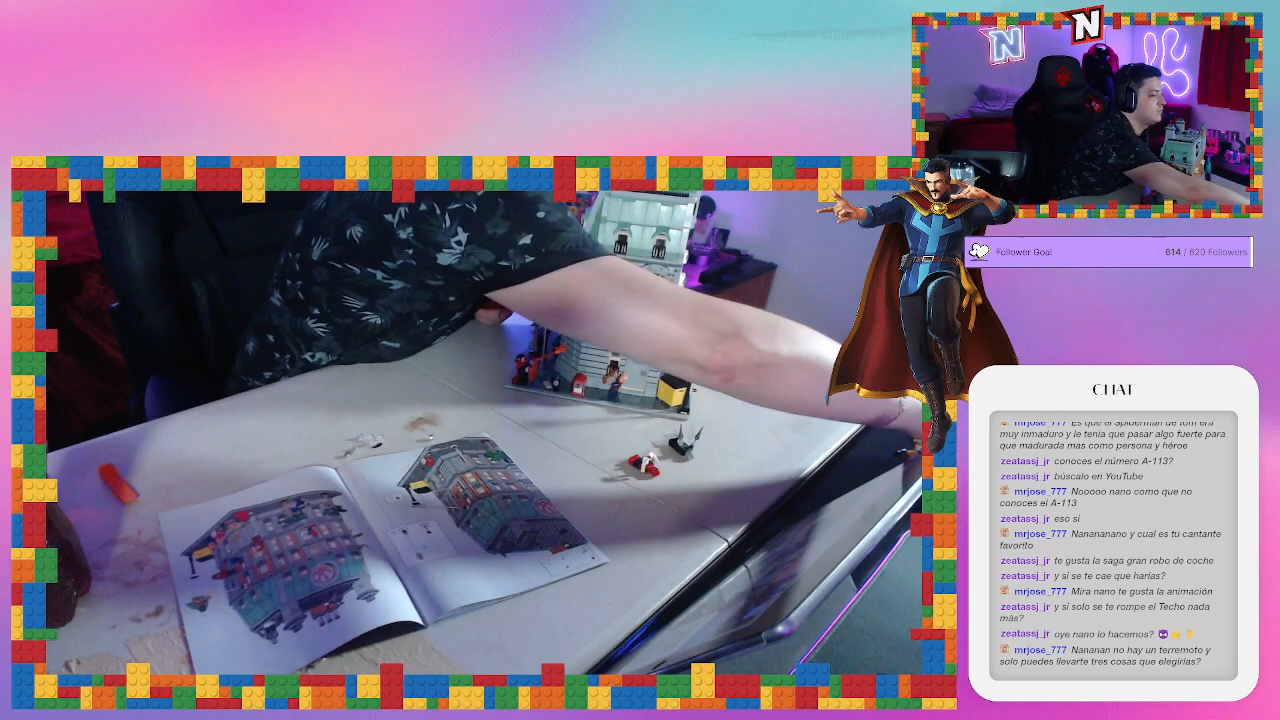 N
N
Follower Goal
614 / 620 Followers
CHAT
mrjose_777 Es que el Spiderman de tom era
muy inmaduro y le tenia que pasar algo fuerte para
que madurada mas como persona y héroe
zeatassj_jr conoces el número A-113?
zeatassj_jr búscalo en YouTube
mrjose_777 Nooooo nano como que no
conoces el A-113
zeatassj_jr eso si
mrjose_777 Nanananano y cual es tu cantante
favorito
zeatassj_jr te gusta la saga gran robo de coche
zeatassj_jr y si se te cae que harías?
mrjose_777 Mira nano te gusta la animación
zeatassj_jr y si solo se te rompe el Techo nada
más?
zeatassj_jr oye nano lo hacemos? 😈👉👌
mrjose_777 Nananan no hay un terremoto y
solo puedes llevarte tres cosas que elegirias?